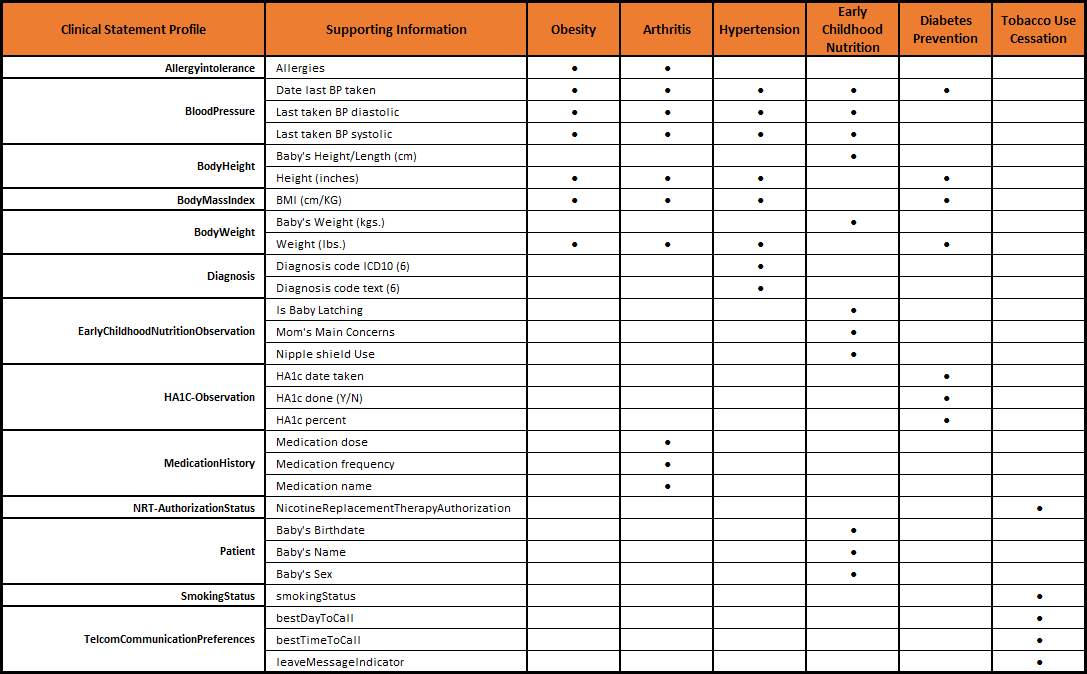 Clinical Statement Profile Supporting Information Obesity Arthritis Hypertension Early Childhood Nutrition Diabetes Prevention Tobacco Use Cessation
Allergyintolerance Allergies • •
BloodPressure Date last BP taken • • • • •
Last taken BP diastolic • • • •
Last taken BP systolic • • • •
BodyHeight Baby's Height/Length (cm) •
Height (inches) • • • •
BodyMassIndex BMI (cm/KG) • • • •
BodyWeight Baby's Weight (kgs.) •
Weight (lbs.) • • • •
Diagnosis Diagnosis code ICD10 (6) •
Diagnosis code text (6) •
EarlyChildhoodNutritionObservation Is Baby Latching •
Mom's Main Concerns •
Nipple shield Use •
HA1C-Observation HA1c date taken •
HA1c done (Y/N) •
HA1c percent •
MedicationHistory Medication dose •
Medication frequency •
Medication name •
NRT-AuthorizationStatus NicotineReplacementTherapyAuthorization •
Patient Baby's Birthdate •
Baby's Name •
Baby's Sex •
SmokingStatus smokingStatus •
TelcomCommunicationPreferences bestDayToCall •
bestTimeToCall •
leaveMessageIndicator •